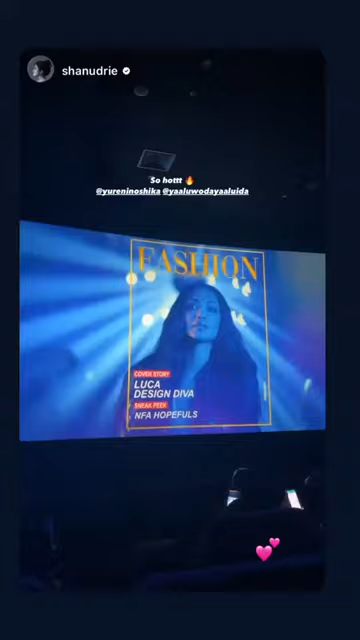 shanudrie
So hottt 🔥
@yureninoshika @yaaluwodayaaluida
FASHION
COVER STORY
LUCA
DESIGN DIVA
SNEAK PEEK
NFA HOPEFULS